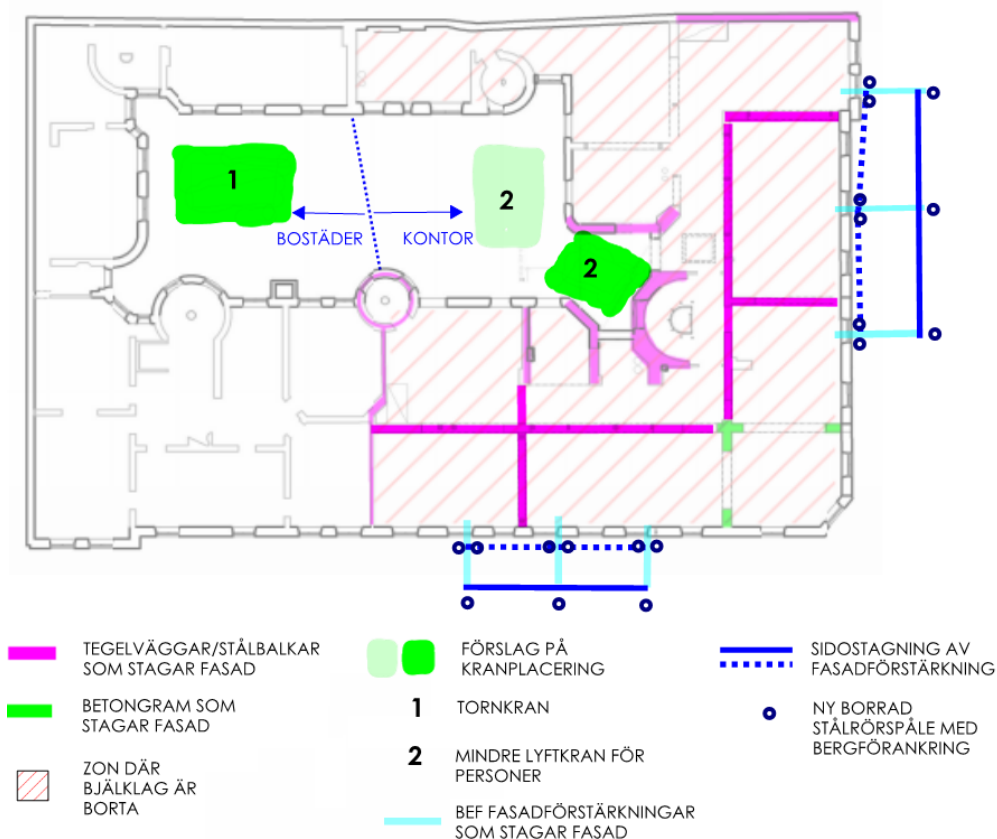 1
2
BOSTÄDER
KONTOR
2
TEGELVÄGGAR/STÅLBALKAR
SOM STAGAR FASAD
BETONGRAM SOM
STAGAR FASAD
ZON DÄR
BJÄLKLAG ÄR
BORTA
FÖRSLAG PÅ
KRANPLACERING
1
TORNKRAN
2
MINDRE LYFTKRAN FÖR
PERSONER
BEF FASADFÖRSTÄRKNINGAR
SOM STAGAR FASAD
SIDOSTAGNING AV
FASADFÖRSTÄRKNING
NY BORRAD
STÅLRÖRSPÅLE MED
BERGFÖRANKRING